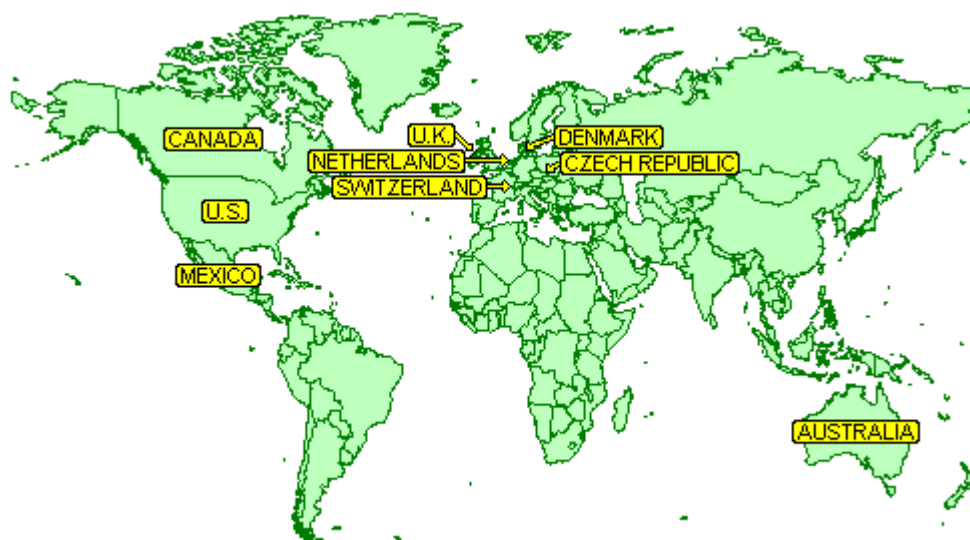 U.K.
DENMARK
CANADA
NETHERLANDS
CZECH REPUBLIC
SWITZERLAND
U.S.
MEXICO
AUSTRALIA